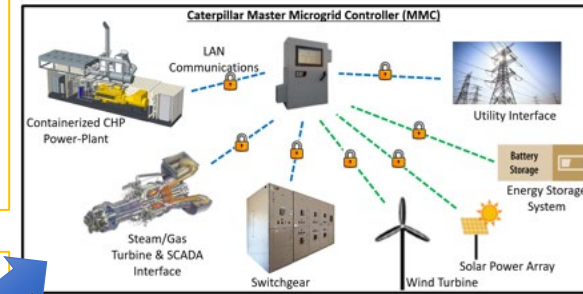 Caterpillar Master Microgrid Controller (MMC)
LAN
Communications
Containerized CHP
Power-Plant
Utility Interface
Battery
Storage
Energy Storage
System
Steam/Gas
Turbine & SCADA
Interface
Switchgear
Wind Turbine
Solar Power Array